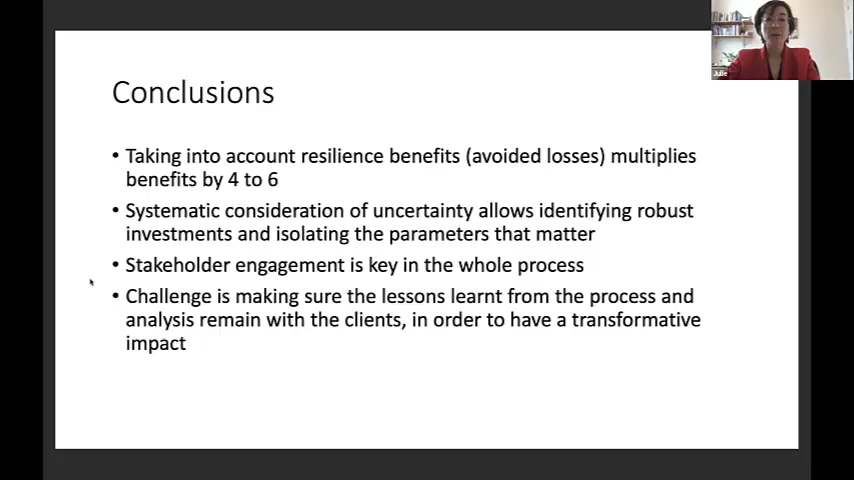 Julie
Conclusions
• Taking into account resilience benefits (avoided losses) multiplies
benefits by 4 to 6
• Systematic consideration of uncertainty allows identifying robust
investments and isolating the parameters that matter
• Stakeholder engagement is key in the whole process
• Challenge is making sure the lessons learnt from the process and
analysis remain with the clients, in order to have a transformative
impact